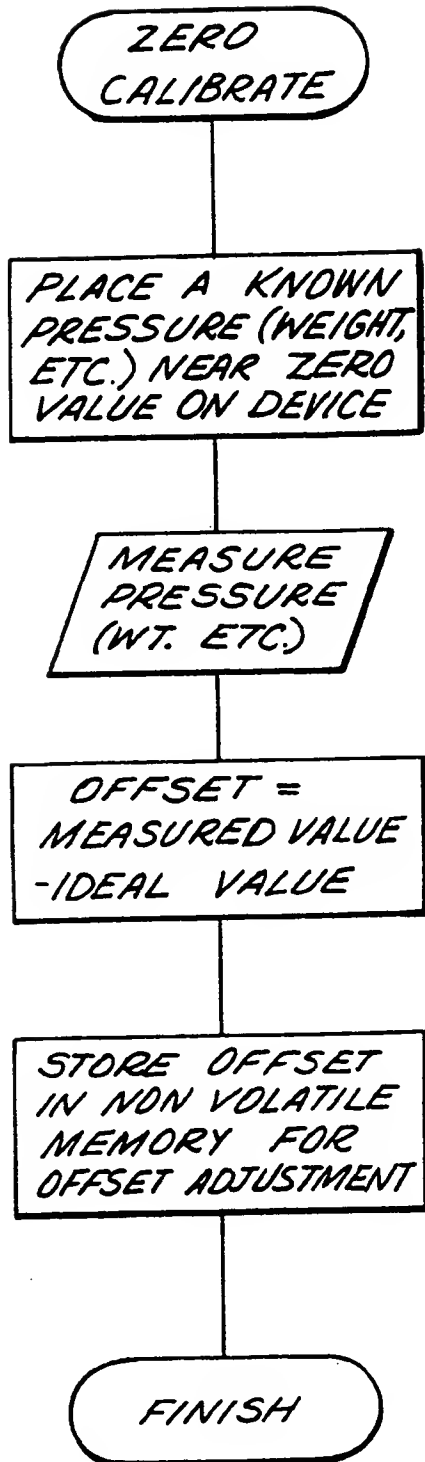 ZERO
CALIBRATE
PLACE A KNOWN
PRESSURE (WEIGHT,
ETC.) NEAR ZERO
VALUE ON DEVICE
MEASURE
PRESSURE
(WT. ETC.)
OFFSET =
MEASURED VALUE
-IDEAL VALUE
STORE OFFSET
IN NON VOLATILE
MEMORY FOR
OFFSET ADJUSTMENT
FINISH